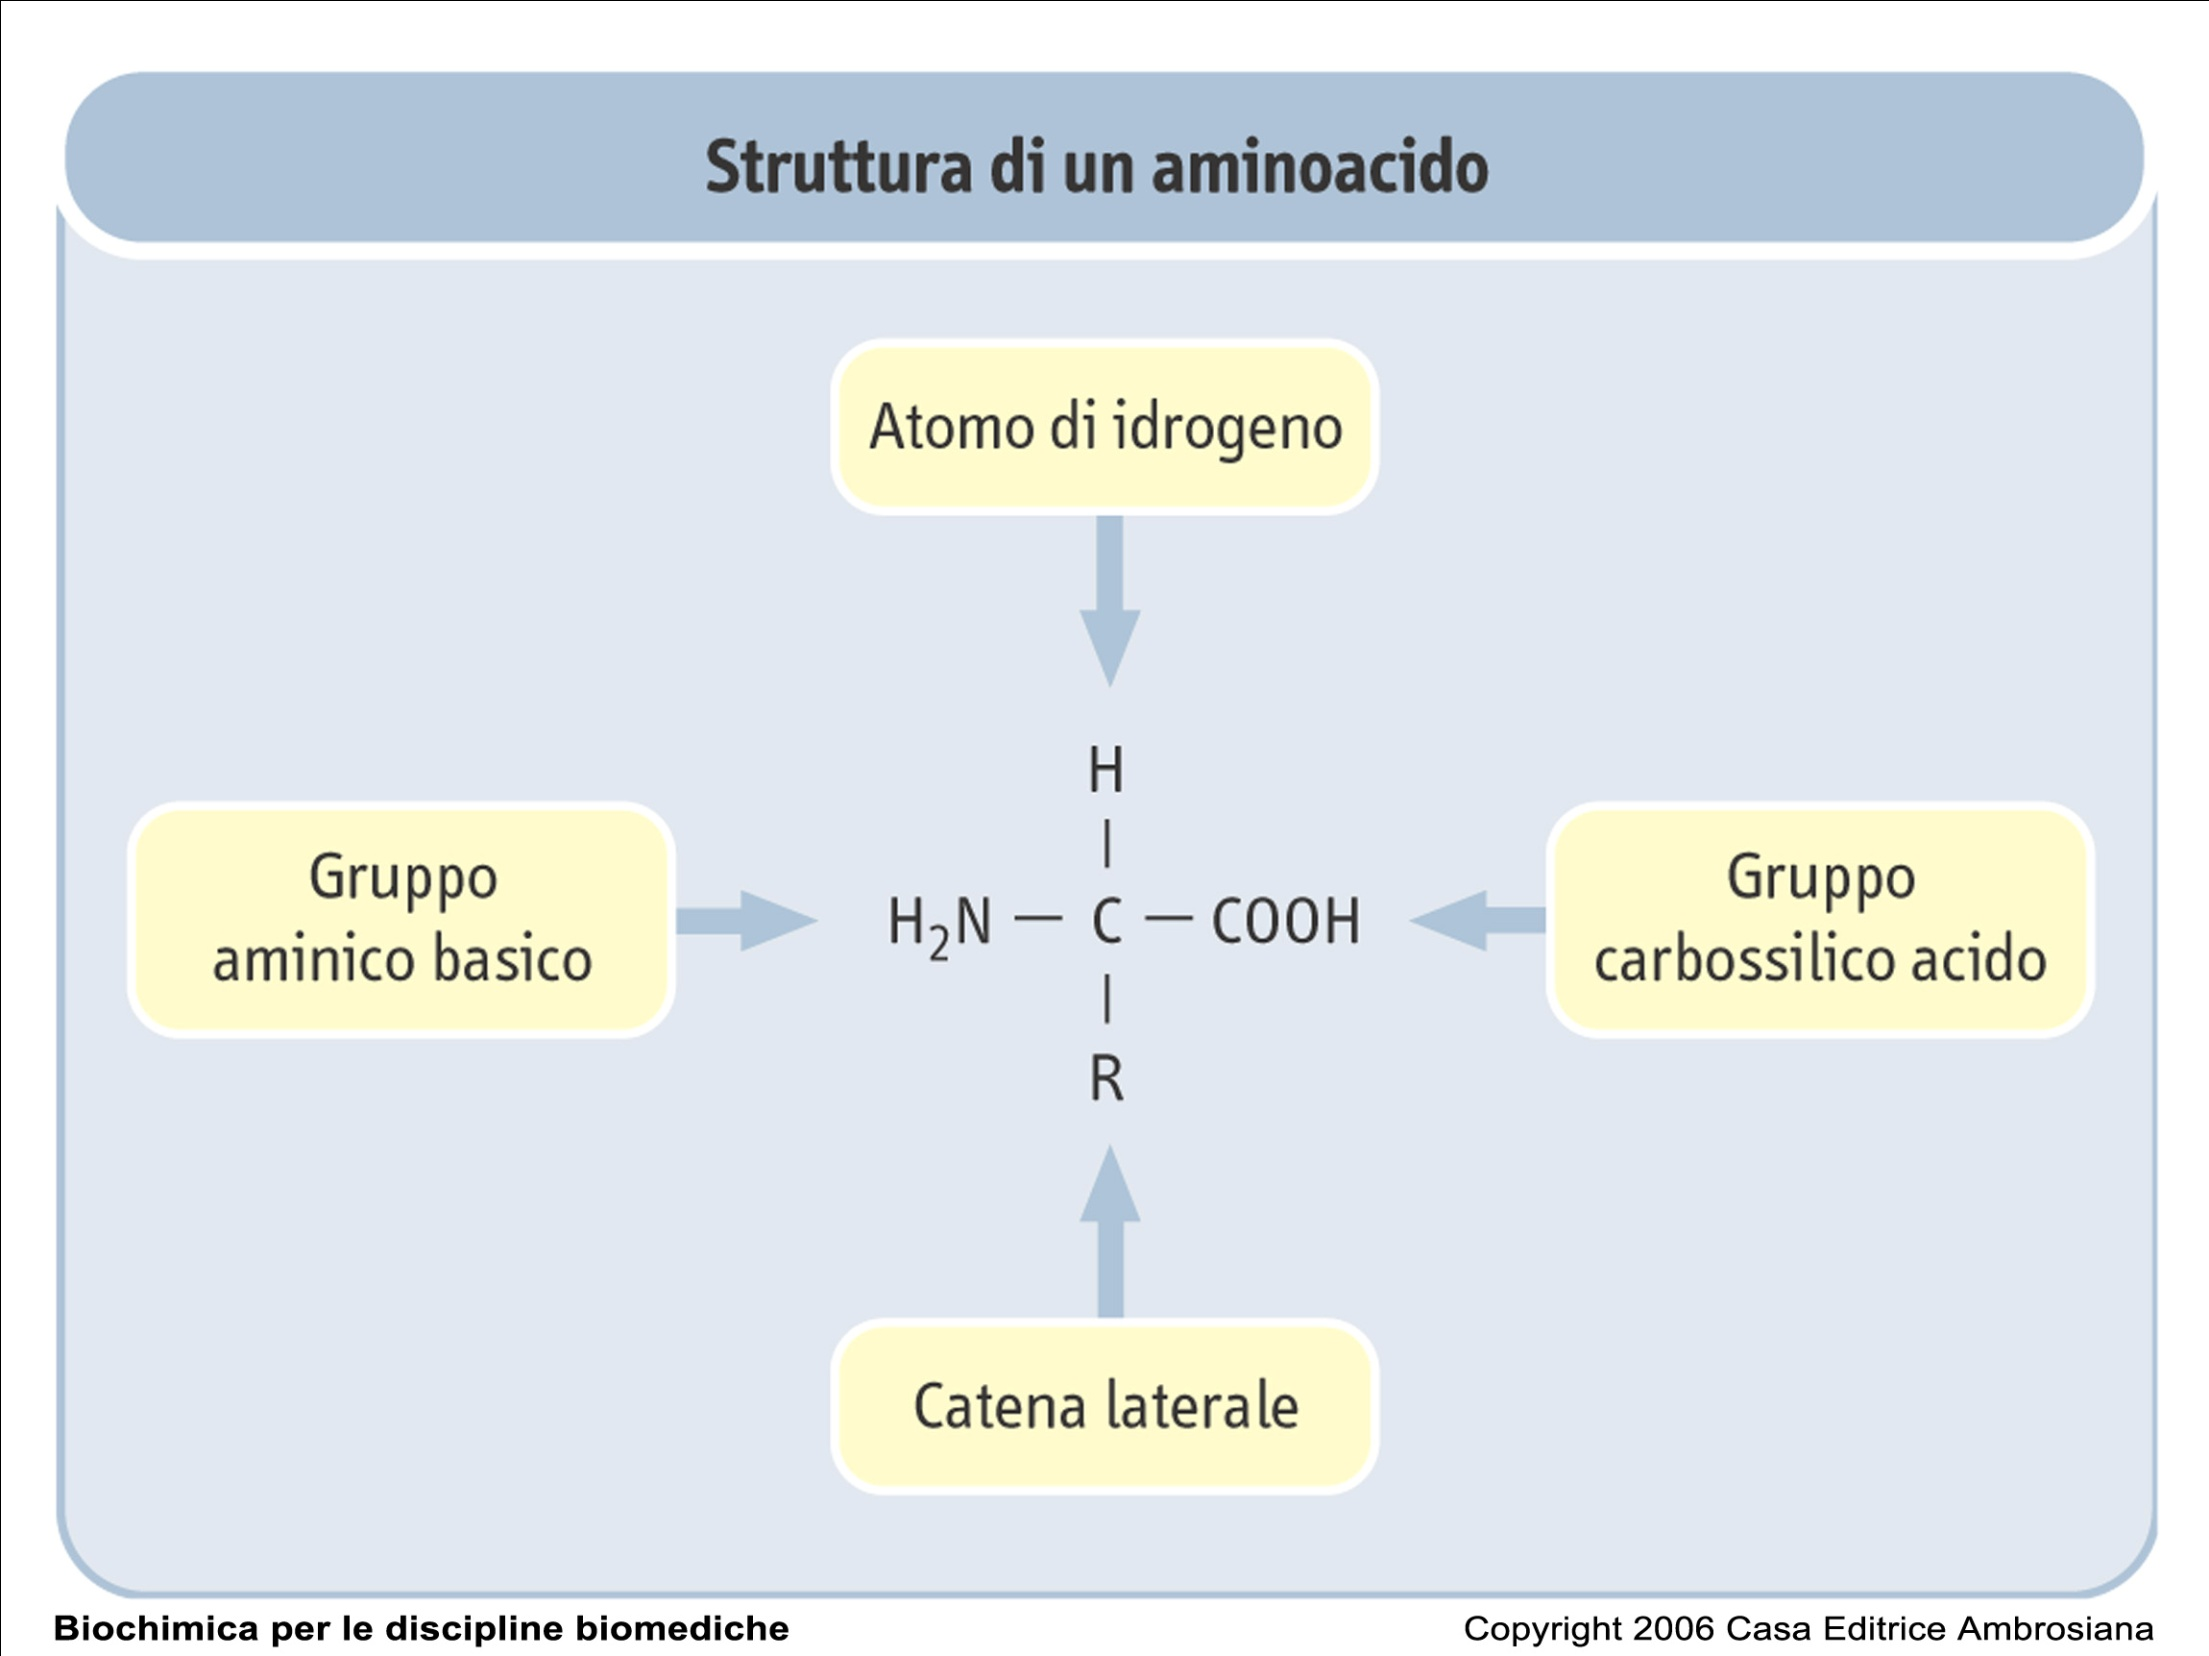 Struttura di un aminoacido
Atomo di idrogeno
H
Gruppo
aminico basico
H₂N — C — COOH
Gruppo
carbossilico acido
R
Catena laterale
Biochimica per le discipline biomediche
Copyright 2006 Casa Editrice Ambrosiana